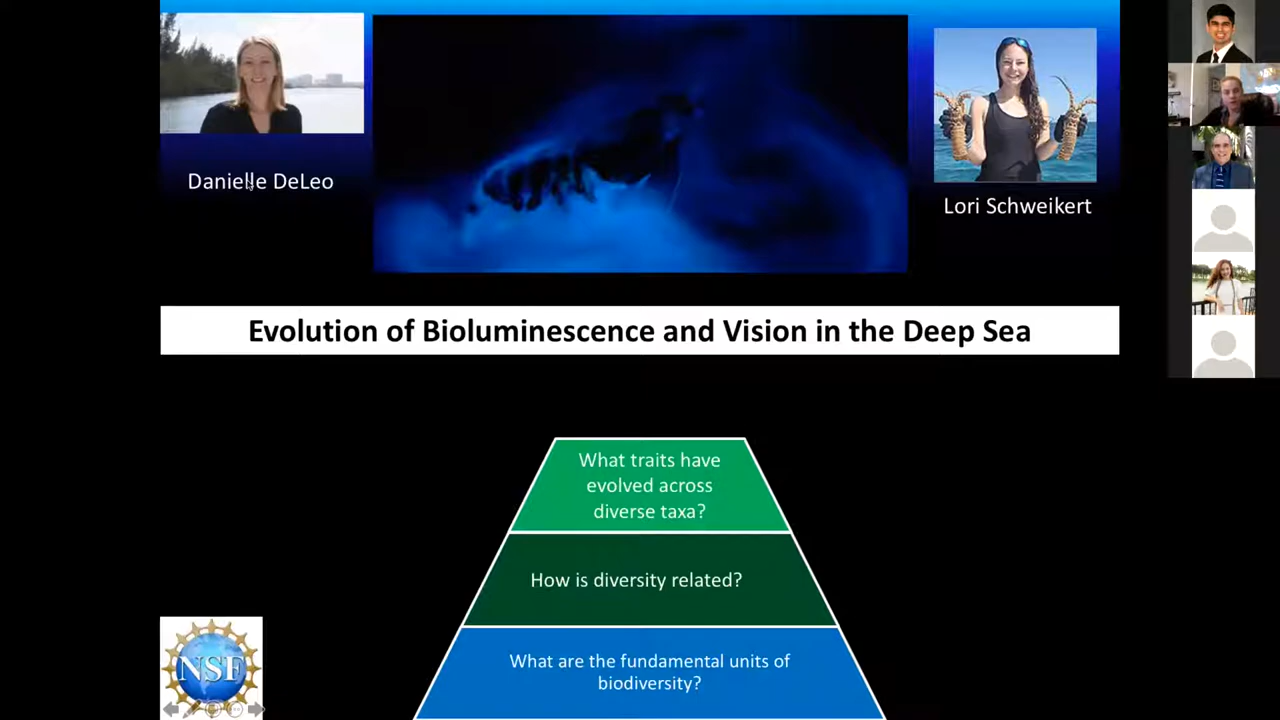 Danielle DeLeo
Lori Schweikert
Evolution of Bioluminescence and Vision in the Deep Sea
What traits have
evolved across
diverse taxa?
How is diversity related?
What are the fundamental units of
biodiversity?
NSF